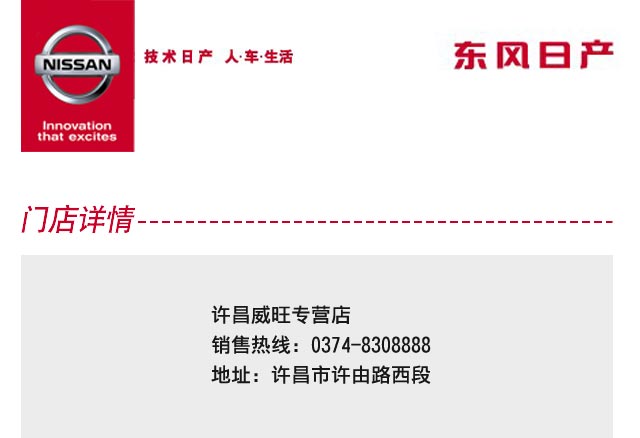 NISSAN
Innovation
that excites
技术日产 人·车·生活
东风日产
门店详情
许昌威旺专营店
销售热线：0374-8308888
地址：许昌市许由路西段